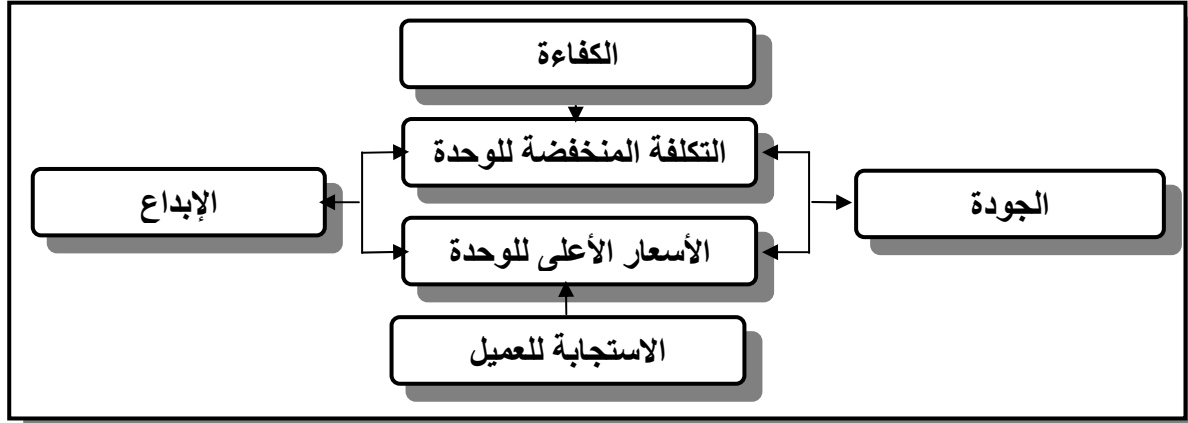 الكفاءة
التكلفة المنخفضة للوحدة
الجودة
الإبداع
الأسعار الأعلى للوحدة
الاستجابة للعميل